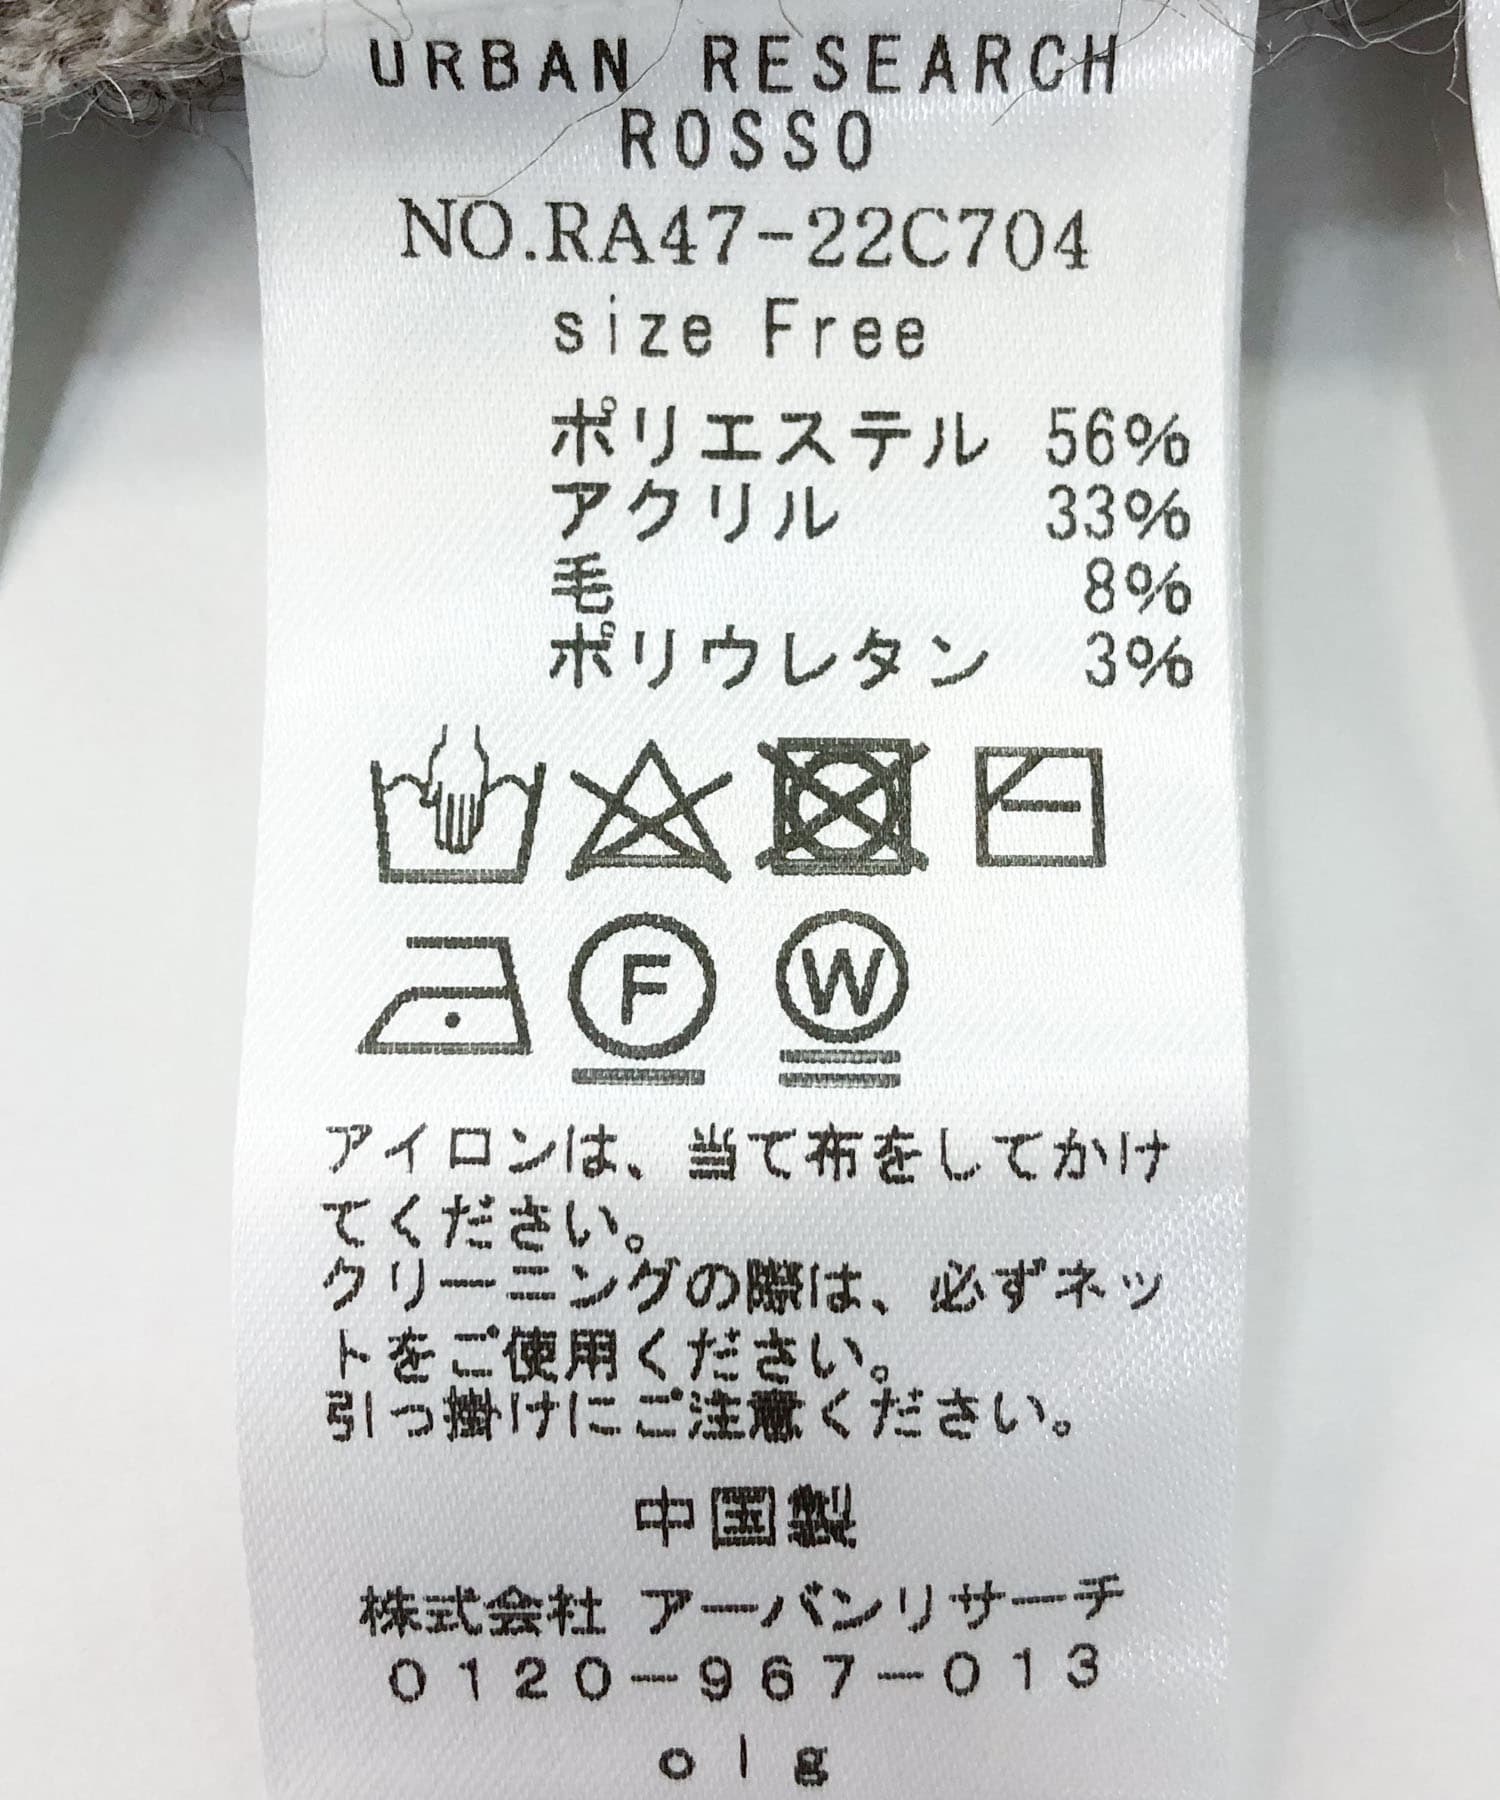 URBAN RESEARCH
ROSSO
NO.RA47-22C704
size Free
ポリエステル 56%
アクリル 33%
毛 8%
ポリウレタン 3%
F W
アイロンは、当て布をしてかけ
てください。
クリーニングの際は、必ずネッ
トをご使用ください。
引っ掛けにご注意ください。
中国製
株式会社 アーバンリサーチ
0120-967-013
olg